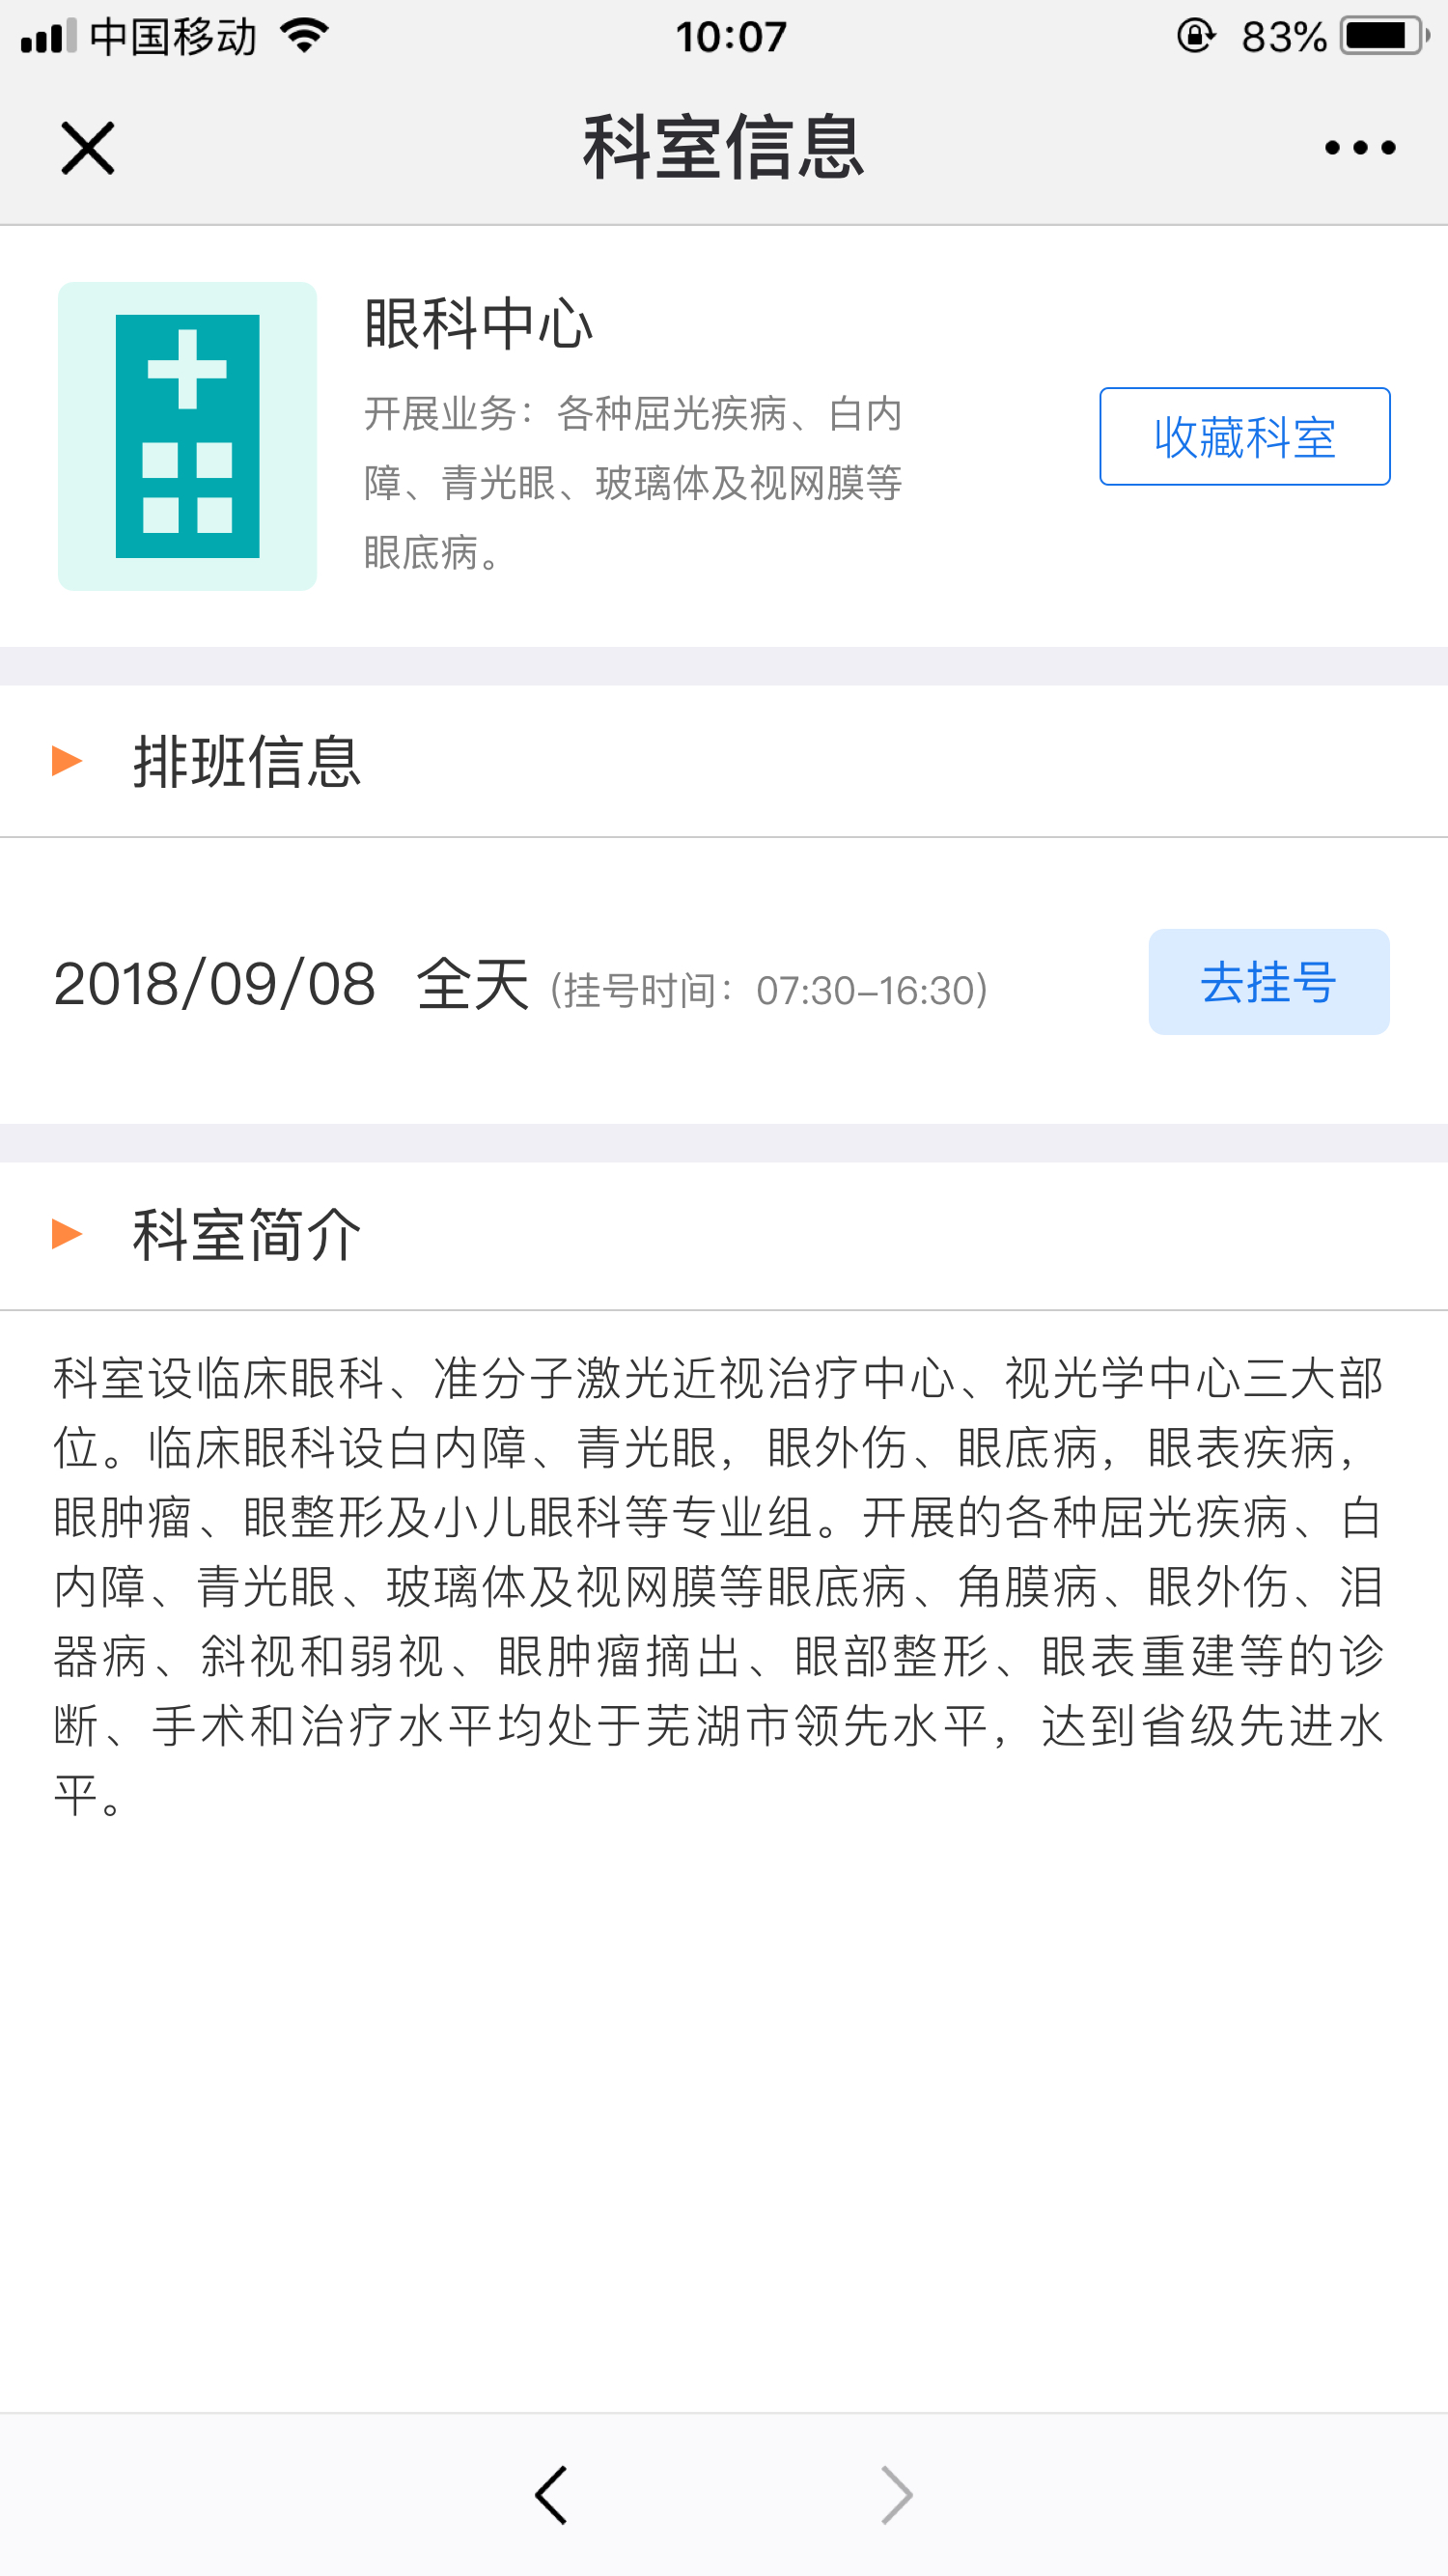 中国移动
10:07
83%
科室信息
眼科中心
开展业务：各种屈光疾病、白内
障、青光眼、玻璃体及视网膜等
眼底病。
收藏科室
排班信息
2018/09/08 全天 (挂号时间：07:30-16:30)
去挂号
科室简介
科室设临床眼科、准分子激光近视治疗中心、视光学中心三大部
位。临床眼科设白内障、青光眼，眼外伤、眼底病，眼表疾病，
眼肿瘤、眼整形及小儿眼科等专业组。开展的各种屈光疾病、白
内障、青光眼、玻璃体及视网膜等眼底病、角膜病、眼外伤、泪
器病、斜视和弱视、眼肿瘤摘出、眼部整形、眼表重建等的诊
断、手术和治疗水平均处于芜湖市领先水平，达到省级先进水
平。